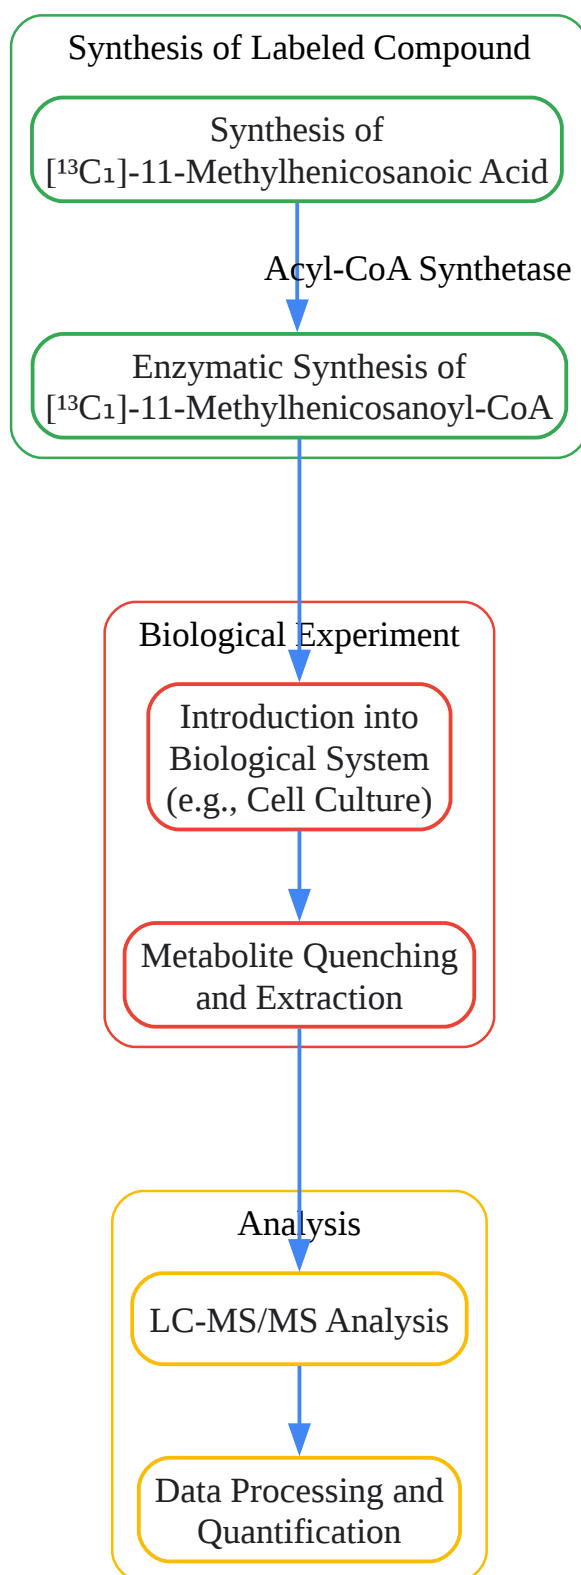 Synthesis of Labeled Compound
Synthesis of
[¹³C₁]-11-Methylhenicosanoic Acid
Acyl-CoA Synthetase
Enzymatic Synthesis of
[¹³C₁]-11-Methylhenicosanoyl-CoA
Biological Experiment
Introduction into
Biological System
(e.g., Cell Culture)
Metabolite Quenching
and Extraction
Analysis
LC-MS/MS Analysis
Data Processing and
Quantification